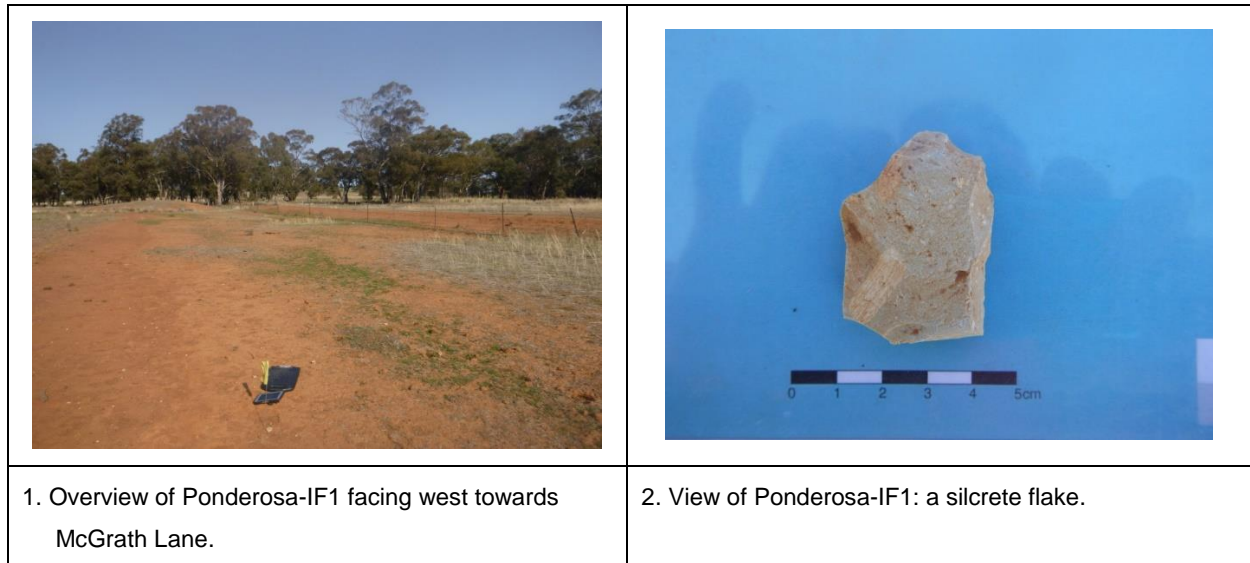 0 1 2 3 4 5cm
1. Overview of Ponderosa-IF1 facing west towards
McGrath Lane.
2. View of Ponderosa-IF1: a silcrete flake.